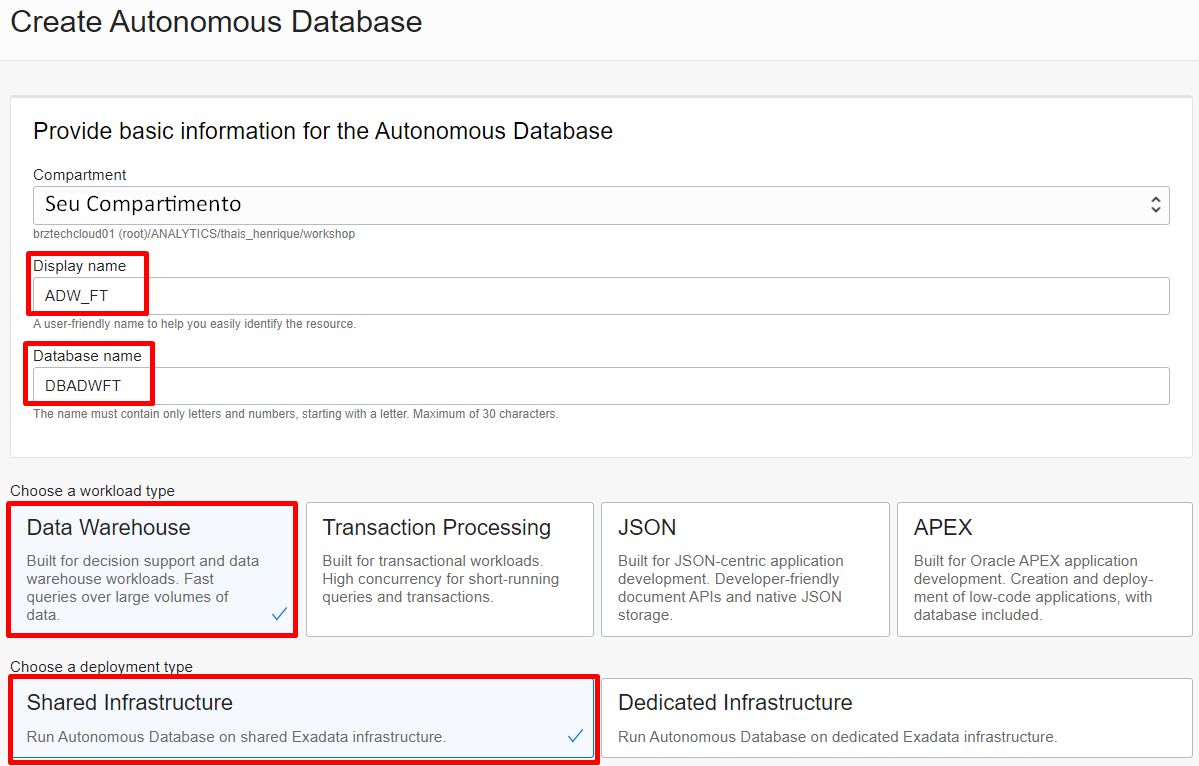 Create Autonomous Database
Provide basic information for the Autonomous Database
Compartment
Seu Compartimento
brztechcloud01 (root)/ANALYTICS/thais_henrique/workshop
Display name
ADW_FT
A user-friendly name to help you easily identify the resource.
Database name
DBADWFT
The name must contain only letters and numbers, starting with a letter. Maximum of 30 characters.
Choose a workload type
Data Warehouse
Built for decision support and data
warehouse workloads. Fast
queries over large volumes of
data.
Transaction Processing
Built for transactional workloads.
High concurrency for short-running
queries and transactions.
JSON
Built for JSON-centric application
development. Developer-friendly
document APIs and native JSON
storage.
APEX
Built for Oracle APEX application
development. Creation and deploy-
ment of low-code applications, with
database included.
Choose a deployment type
Shared Infrastructure
Run Autonomous Database on shared Exadata infrastructure.
Dedicated Infrastructure
Run Autonomous Database on dedicated Exadata infrastructure.